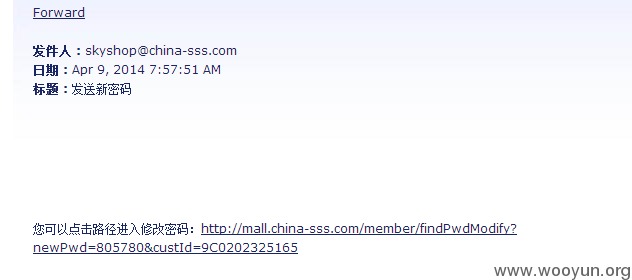 Forward
发件人：skyshop@china-sss.com
日期：Apr 9, 2014 7:57:51 AM
标题：发送新密码
您可以点击路径进入修改密码：http://mall.china-sss.com/member/findPwdModify?
newPwd=805780&custId=9C0202325165
www.wooyun.org